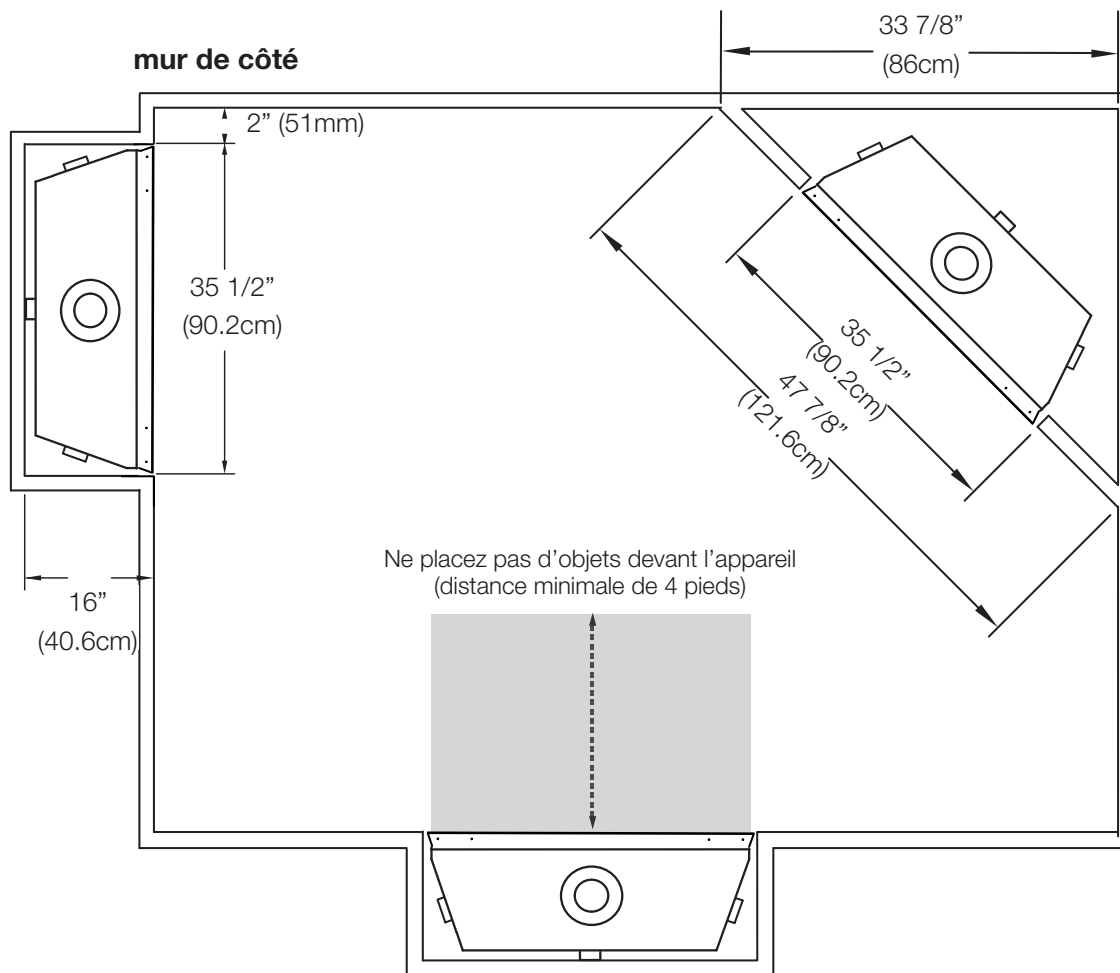 33 7/8”
(86cm)
mur de côté
2” (51mm)
35 1/2”
(90.2cm)
35 1/2”
(90.2cm)
47 7/8”
(121.6cm)
Ne placez pas d’objets devant l’appareil
(distance minimale de 4 pieds)
16”
(40.6cm)